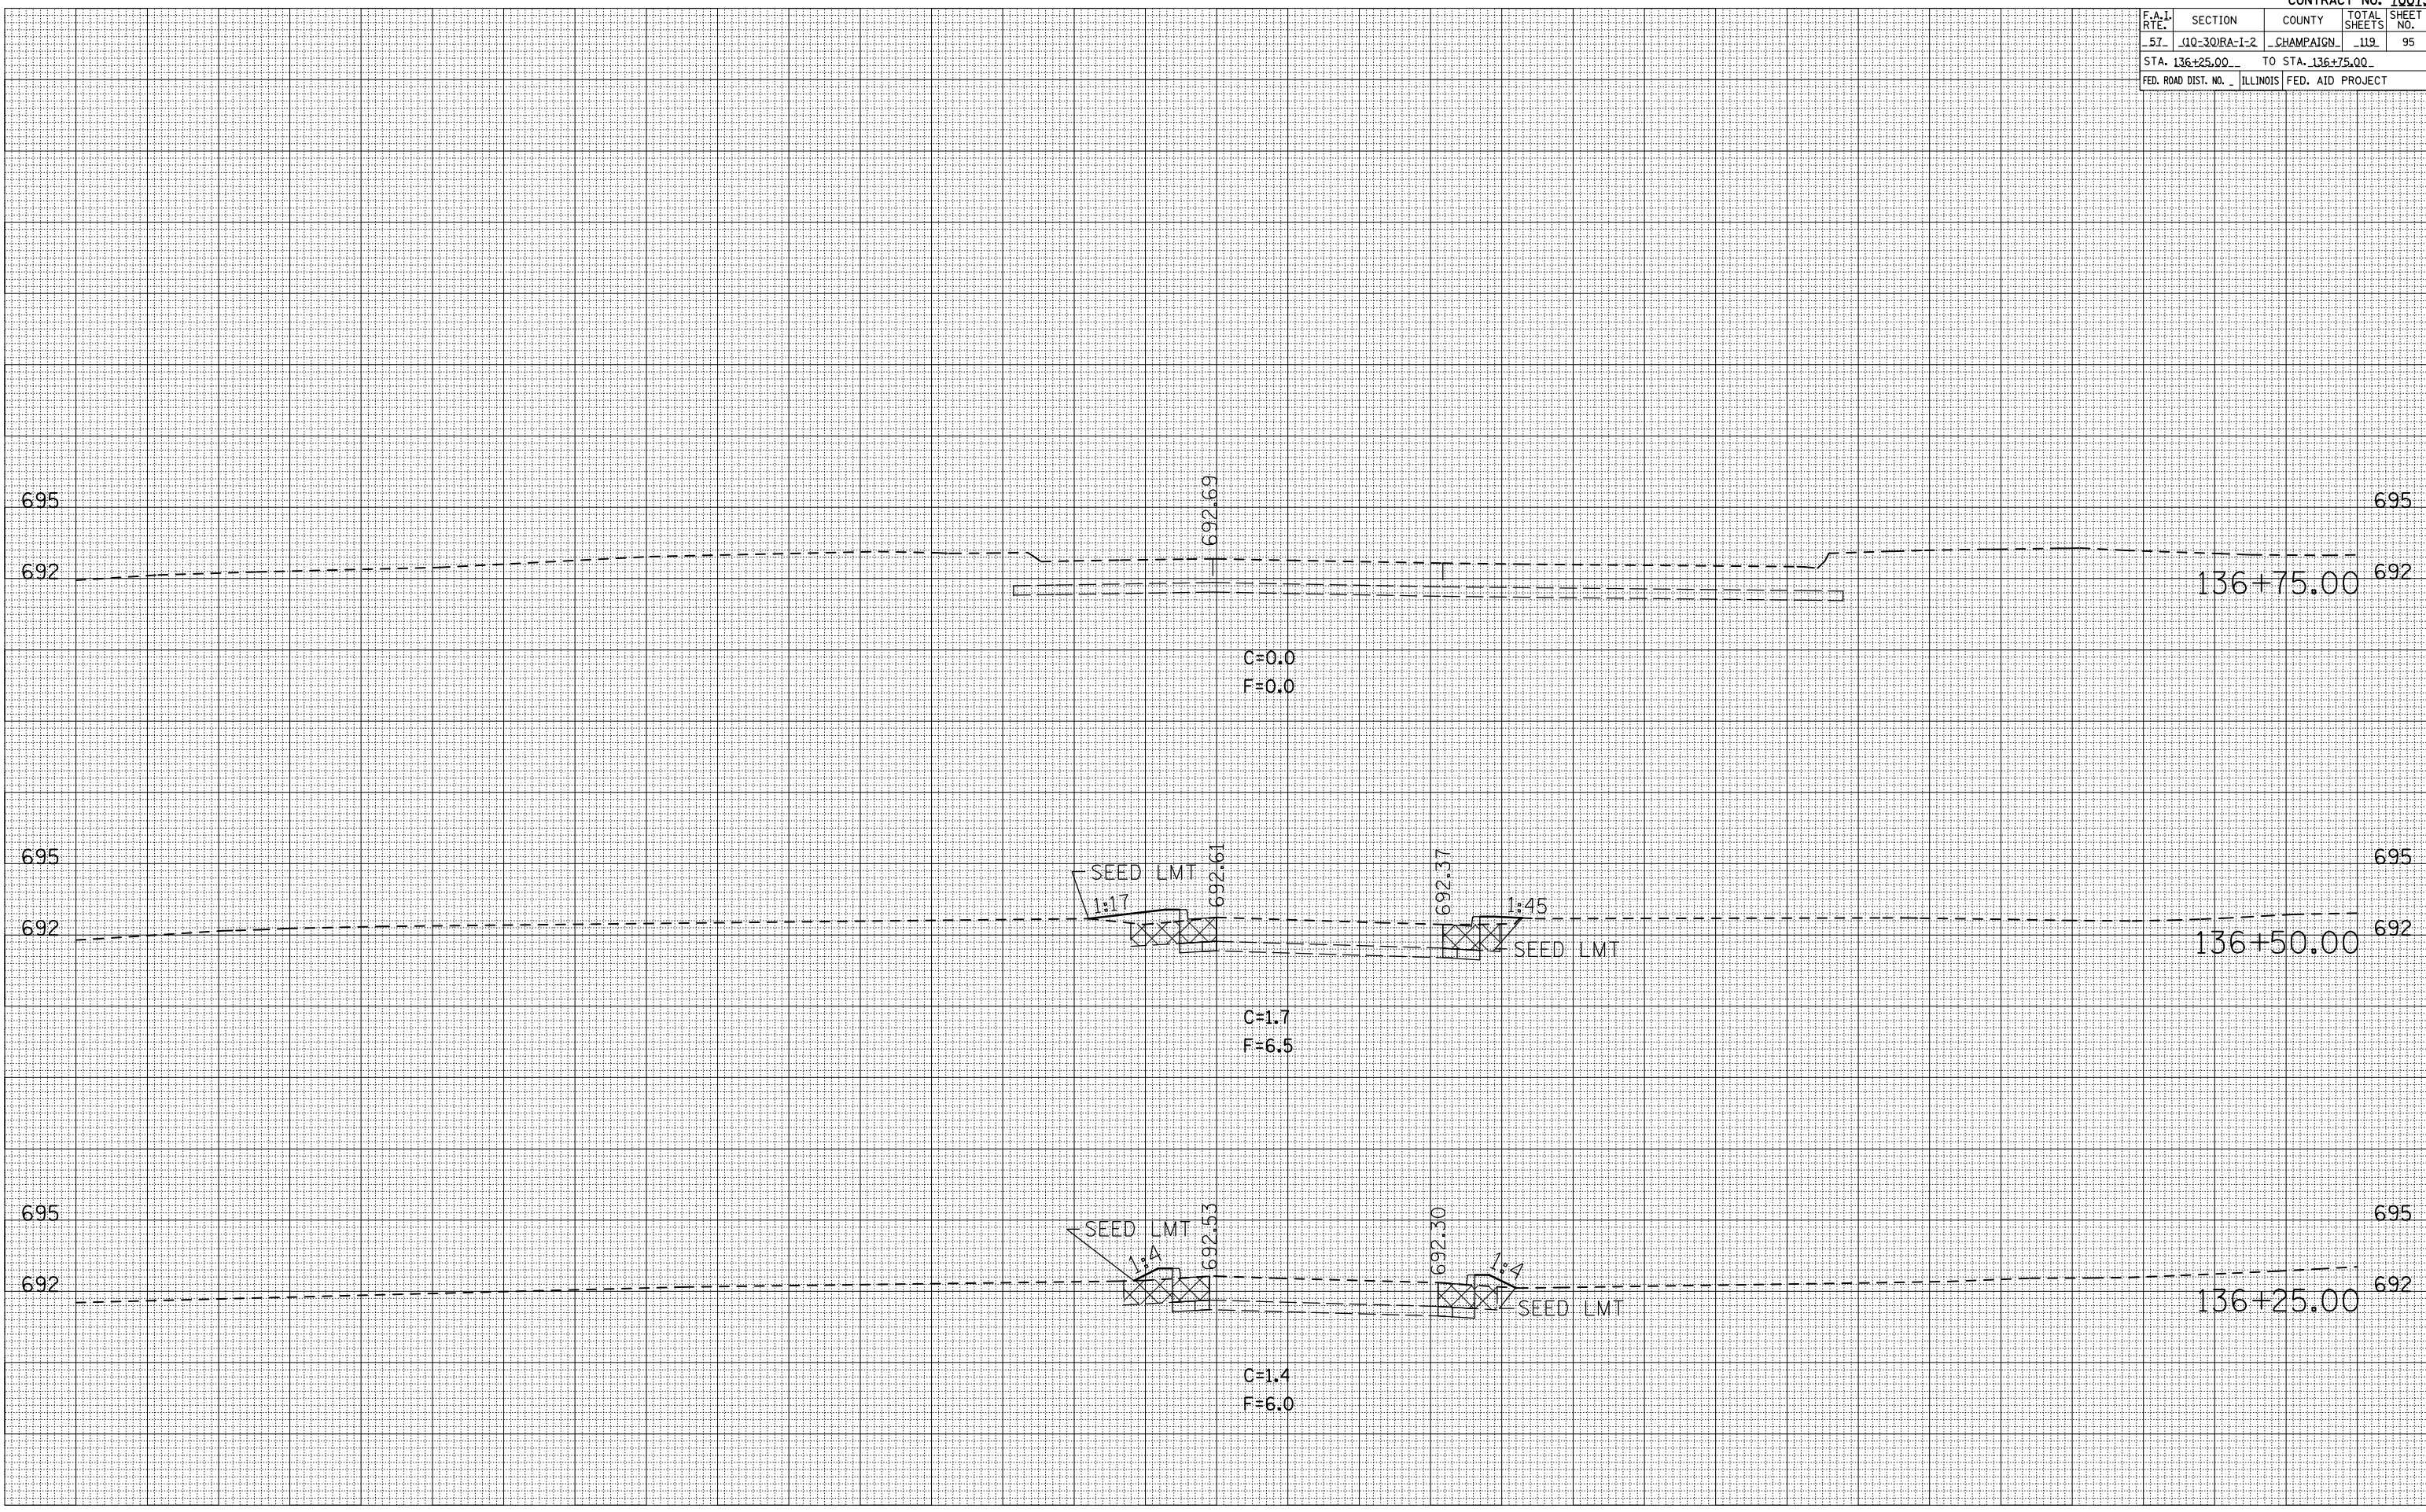 CONTRACT NO.
F.A.I. RTE. SECTION COUNTY TOTAL SHEETS SHEET NO.
57 (10-30)RA-I-2 CHAMPAIGN 119 95
STA. 136+25.00 TO STA. 136+75.00
FED. ROAD DIST. NO. _ ILLINOIS FED. AID PROJECT
695 692.69 695
692 692
136+75.00
C=0.0
F=0.0
695 692.61 692.37 695
SEED LMT
1:17 1:45
692 692
SEED LMT 136+50.00
C=1.7
F=6.5
695 692.53 692.30 695
SEED LMT
1:4 1:4
692 692
SEED LMT 136+25.00
C=1.4
F=6.0